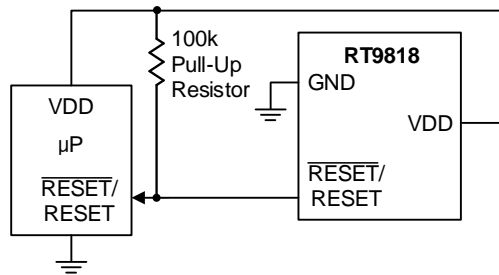 100k
Pull-Up
Resistor
RT9818
GND
VDD
RESET/
RESET
VDD
µP
RESET/
RESET